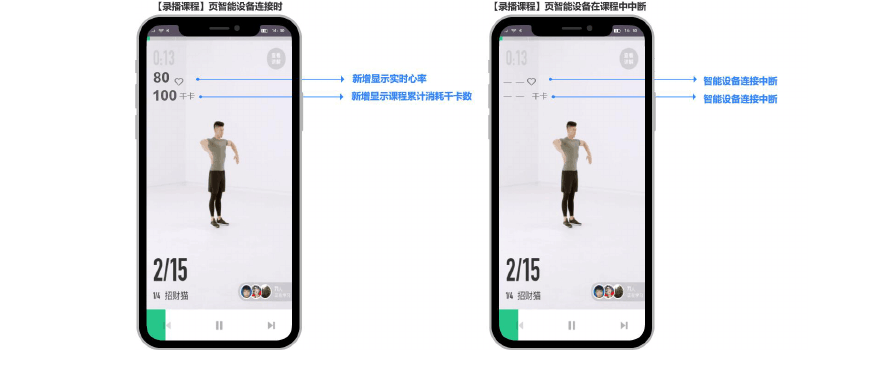 【录播课程】页智能设备连接时
0:13
80
100 千卡
新增显示实时心率
新增显示课程累计消耗千卡数
2/15
1/4 招财猫
【录播课程】页智能设备在课程中中断
0:13
— —
— — 千卡
智能设备连接中断
智能设备连接中断
2/15
1/4 招财猫